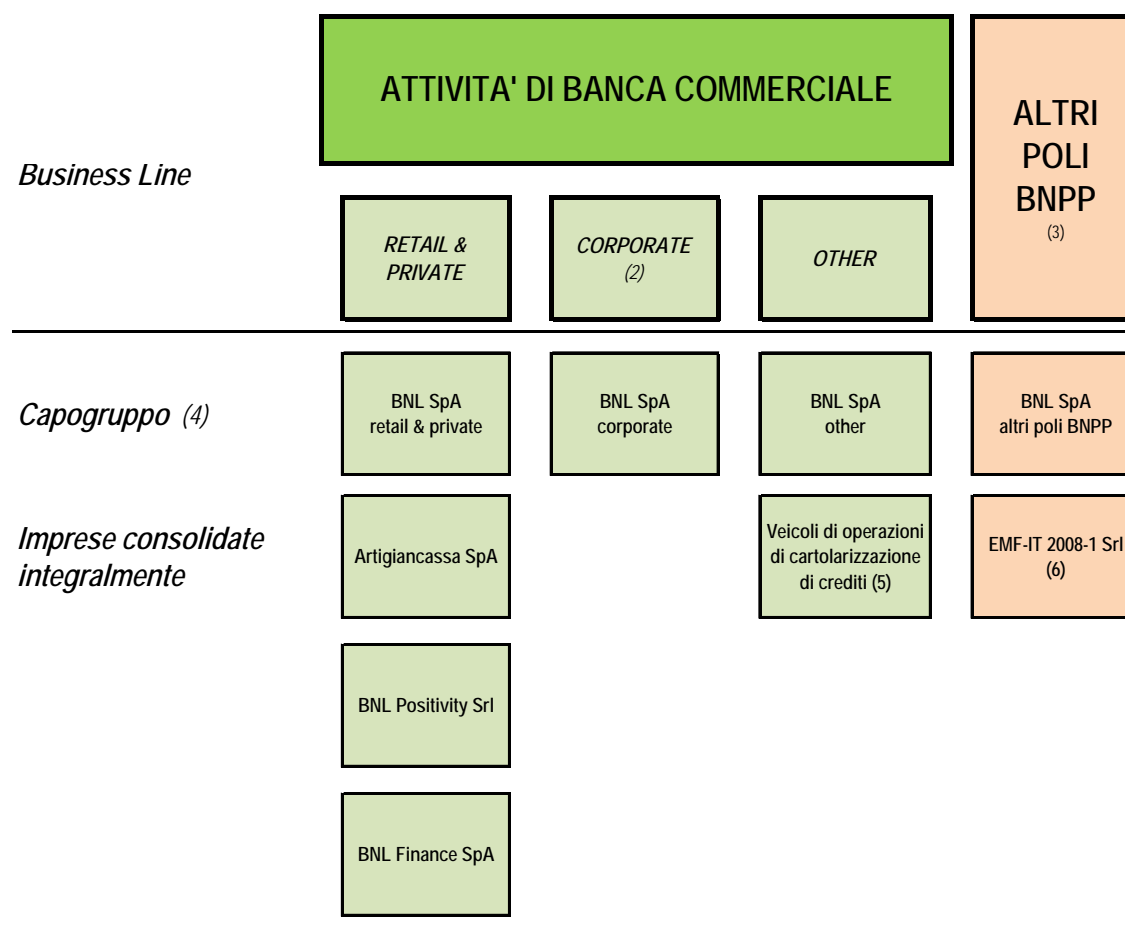 ATTIVITA' DI BANCA COMMERCIALE
ALTRI
POLI
BNPP
(3)
Business Line
RETAIL &
PRIVATE
CORPORATE
(2)
OTHER
Capogruppo (4)
BNL SpA
retail & private
BNL SpA
corporate
BNL SpA
other
BNL SpA
altri poli BNPP
Imprese consolidate
integralmente
Artigiancassa SpA
Veicoli di operazioni
di cartolarizzazione
di crediti (5)
EMF-IT 2008-1 Srl
(6)
BNL Positivity Srl
BNL Finance SpA